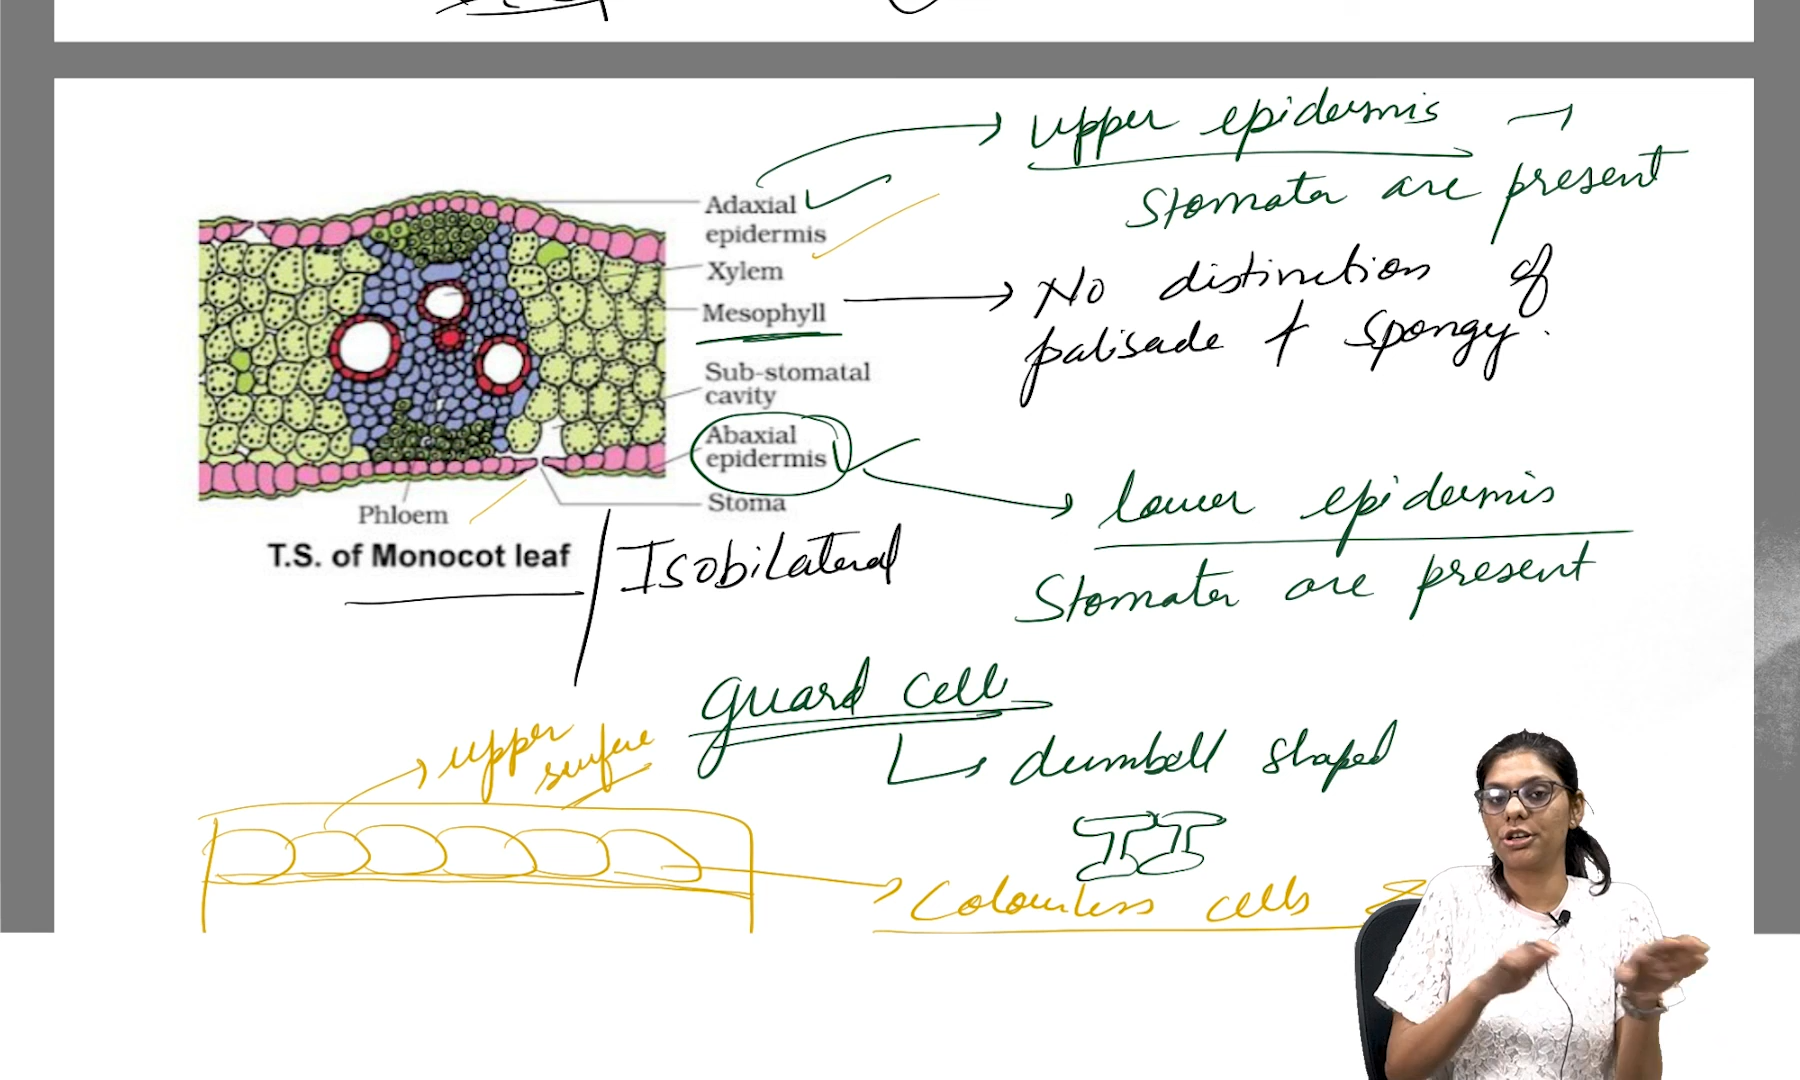 Upper epidermis →
Stomata are present
Adaxial
epidermis
Xylem
Mesophyll
→ No distinction of
palisade + spongy.
Sub-stomatal
cavity
Abaxial
epidermis
Stoma
Phloem
lower epidermis
Stomata are present
T.S. of Monocot leaf
Isobilateral
guard cell
dumbell shaped
upper
surface
Colourless cells